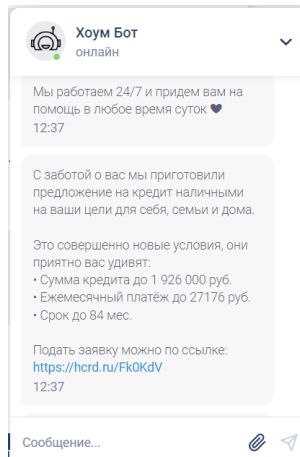 Хоум Бот
онлайн
Мы работаем 24/7 и придем вам на
помощь в любое время суток 🖤
12:37
С заботой о вас мы приготовили
предложение на кредит наличными
на ваши цели для себя, семьи и дома.
Это совершенно новые условия, они
приятно вас удивят:
• Сумма кредита до 1 926 000 руб.
• Ежемесячный платёж до 27176 руб.
• Срок до 84 мес.
Подать заявку можно по ссылке:
https://hcrd.ru/Fk0KdV
12:37
Сообщение...